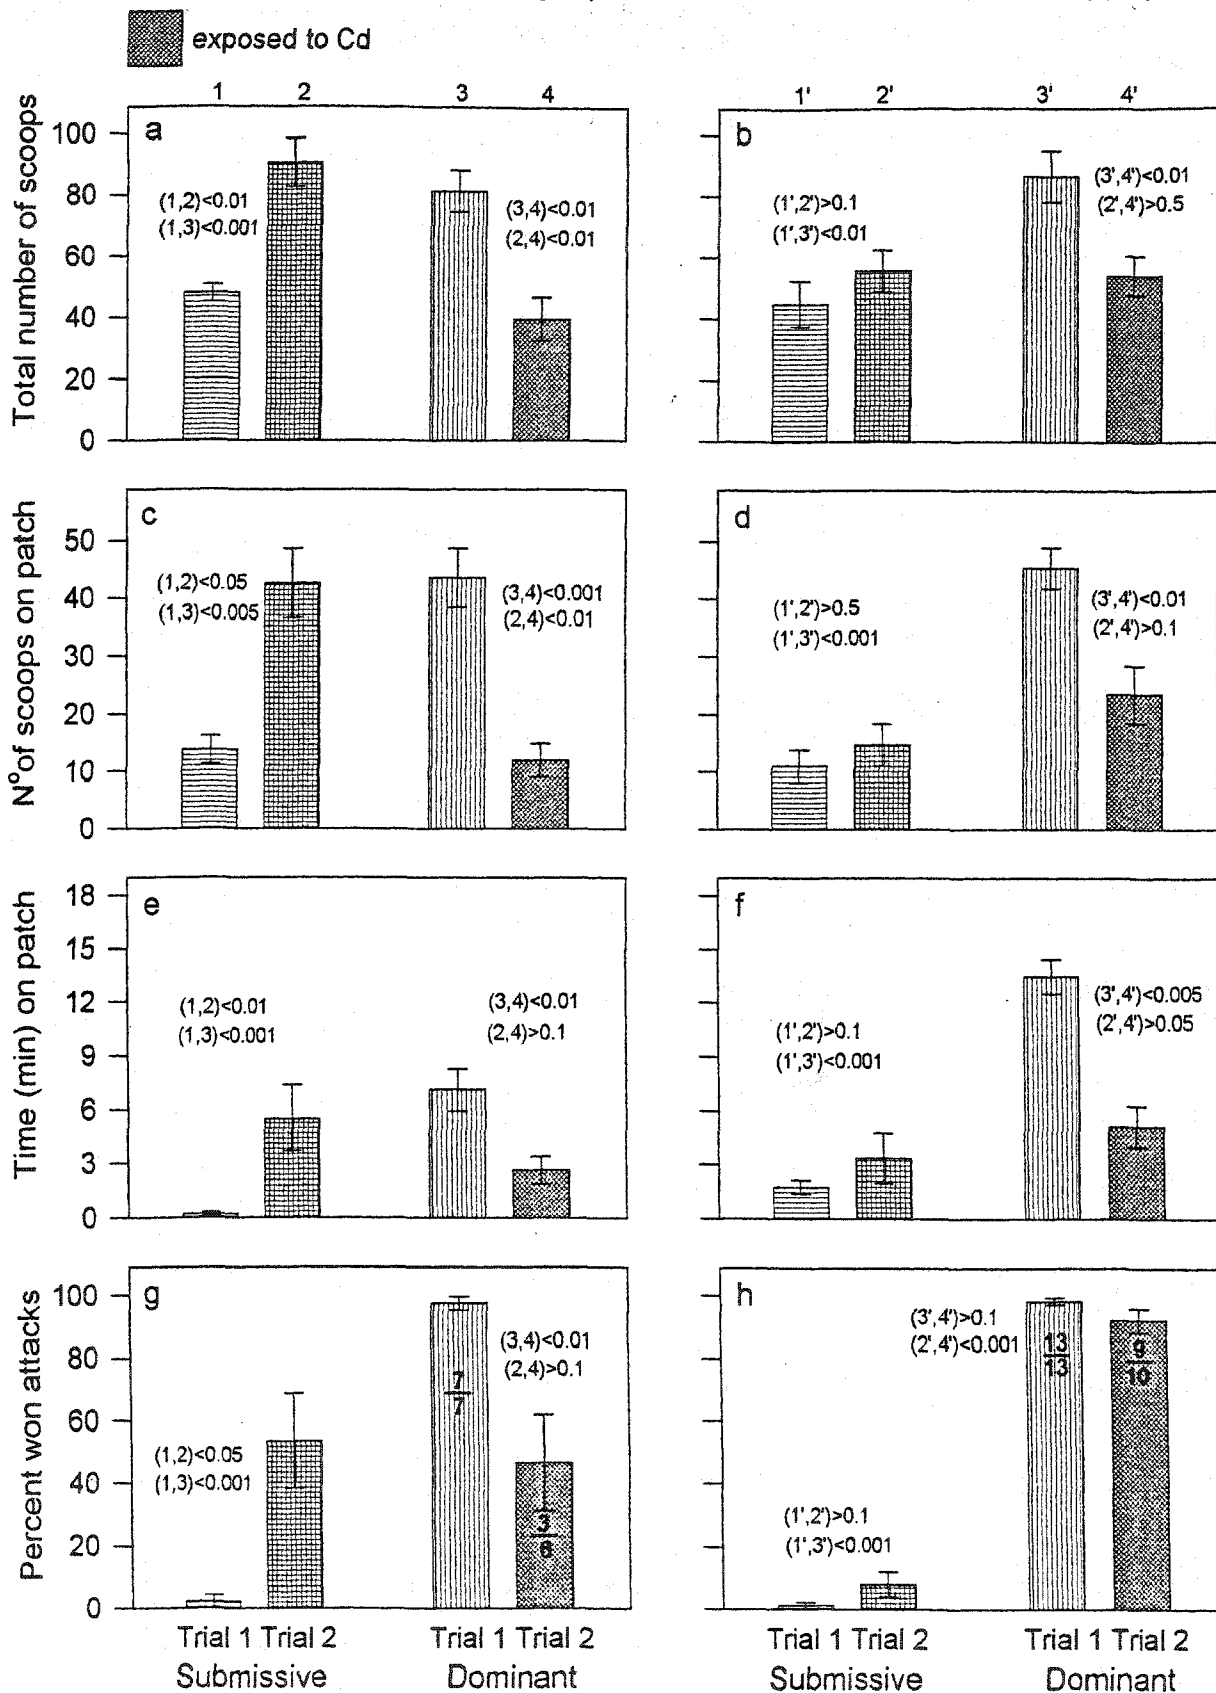 exposed to Cd
1 2 3 4
1' 2' 3' 4'
Total number of scoops
100
80
60
40
20
0
a
(1,2)<0.01
(1,3)<0.001
(3,4)<0.01
(2,4)<0.01
b
(1',2')>0.1
(1',3')<0.01
(3',4')<0.01
(2',4')>0.5
N° of scoops on patch
50
40
30
20
10
0
c
(1,2)<0.05
(1,3)<0.005
(3,4)<0.001
(2,4)<0.01
d
(1',2')>0.5
(1',3')<0.001
(3',4')<0.01
(2',4')>0.1
Time (min) on patch
18
15
12
9
6
3
0
e
(1,2)<0.01
(1,3)<0.001
(3,4)<0.01
(2,4)>0.1
f
(1',2')>0.1
(1',3')<0.001
(3',4')<0.005
(2',4')>0.05
Percent won attacks
100
80
60
40
20
0
g
(1,2)<0.05
(1,3)<0.001
7
7
(3,4)<0.01
(2,4)>0.1
3
6
h
(1',2')>0.1
(1',3')<0.001
(3',4')>0.1
(2',4')<0.001
13
13
9
10
Trial 1 Trial 2
Submissive
Trial 1 Trial 2
Dominant
Trial 1 Trial 2
Submissive
Trial 1 Trial 2
Dominant